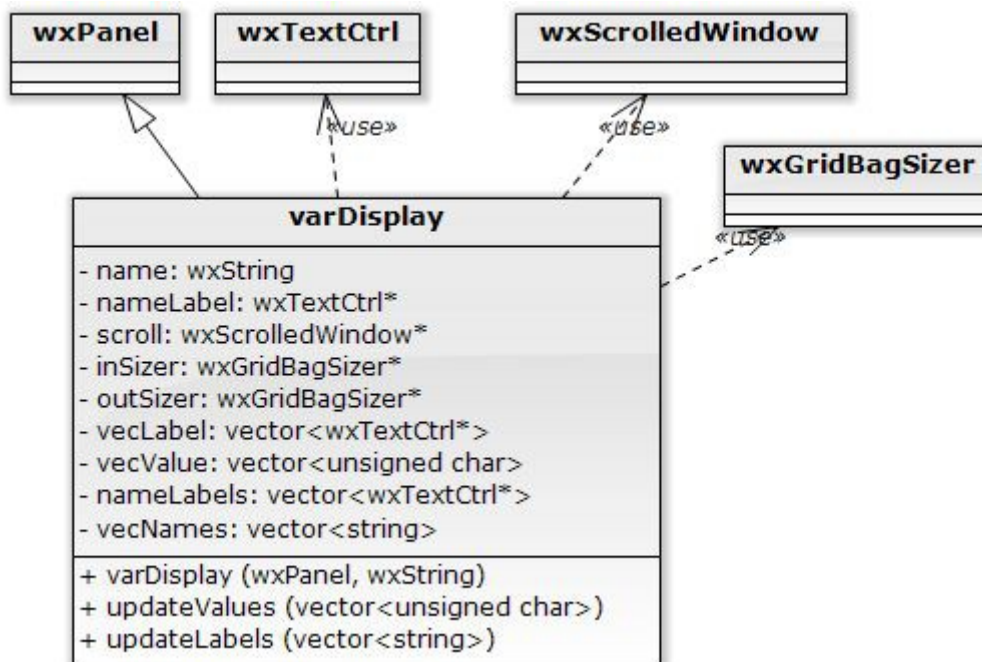 wxPanel
wxTextCtrl
wxScrolledWindow
«use»
«use»
wxGridBagSizer
«use»
varDisplay
- name: wxString
- nameLabel: wxTextCtrl*
- scroll: wxScrolledWindow*
- inSizer: wxGridBagSizer*
- outSizer: wxGridBagSizer*
- vecLabel: vector<wxTextCtrl*>
- vecValue: vector<unsigned char>
- nameLabels: vector<wxTextCtrl*>
- vecNames: vector<string>
+ varDisplay (wxPanel, wxString)
+ updateValues (vector<unsigned char>)
+ updateLabels (vector<string>)